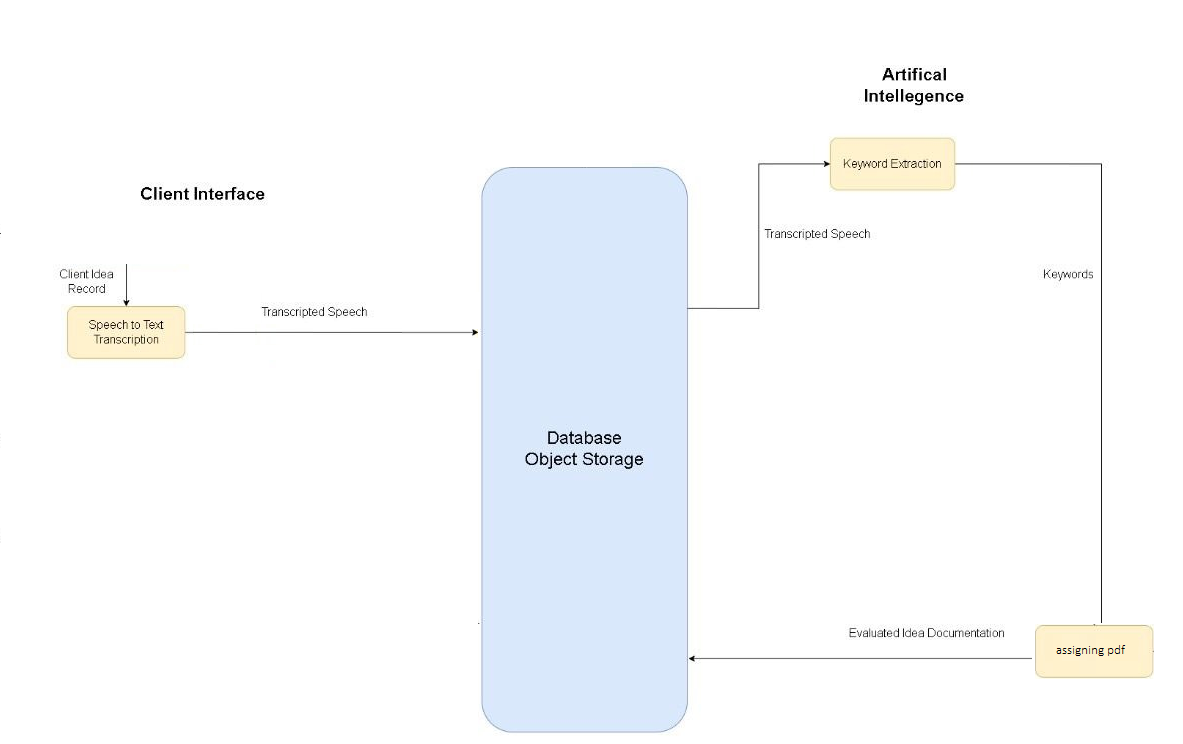 Artifical
Intellegence
Keyword Extraction
Client Interface
Transcripted Speech
Client Idea
Record
Keywords
Transcripted Speech
Speech to Text
Transcription
Database
Object Storage
Evaluated Idea Documentation
assigning pdf